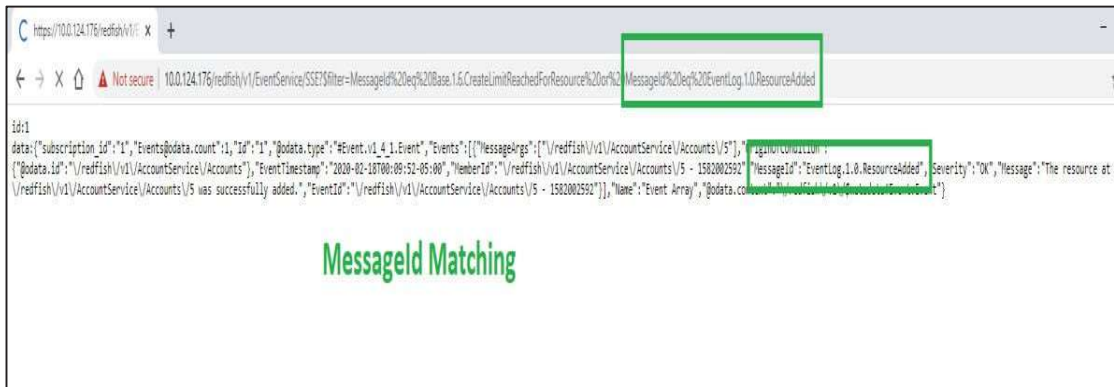 https://10.0.124.176/redfish/v1/E
Not secure 10.0.124.176/redfish/v1/EventService/SSE?$filter=MessageId%20eq%20Base.1.6.CreateLimitReachedForResource%20or%20MessageId%20eq%20EventLog.1.0.ResourceAdded
id:1
data:{"subscription_id":"1","Events@odata.count":1,"Id":"1","@odata.type":"#Event.v1_4_1.Event","Events":[{"MessageArgs":["\/redfish\/v1\/AccountService\/Accounts\/5"],"OriginOfCondition":
{"@odata.id":"\/redfish\/v1\/AccountService\/Accounts"},"EventTimestamp":"2020-02-18T00:09:52-05:00","MemberId":"\/redfish\/v1\/AccountService\/Accounts\/5 - 1582002592","MessageId":"EventLog.1.0.ResourceAdded","Severity":"OK","Message":"The resource at
\/redfish\/v1\/AccountService\/Accounts\/5 was successfully added.","EventId":"\/redfish\/v1\/AccountService\/Accounts\/5 - 1582002592"}],"Name":"Event Array","@odata.
MessageId Matching